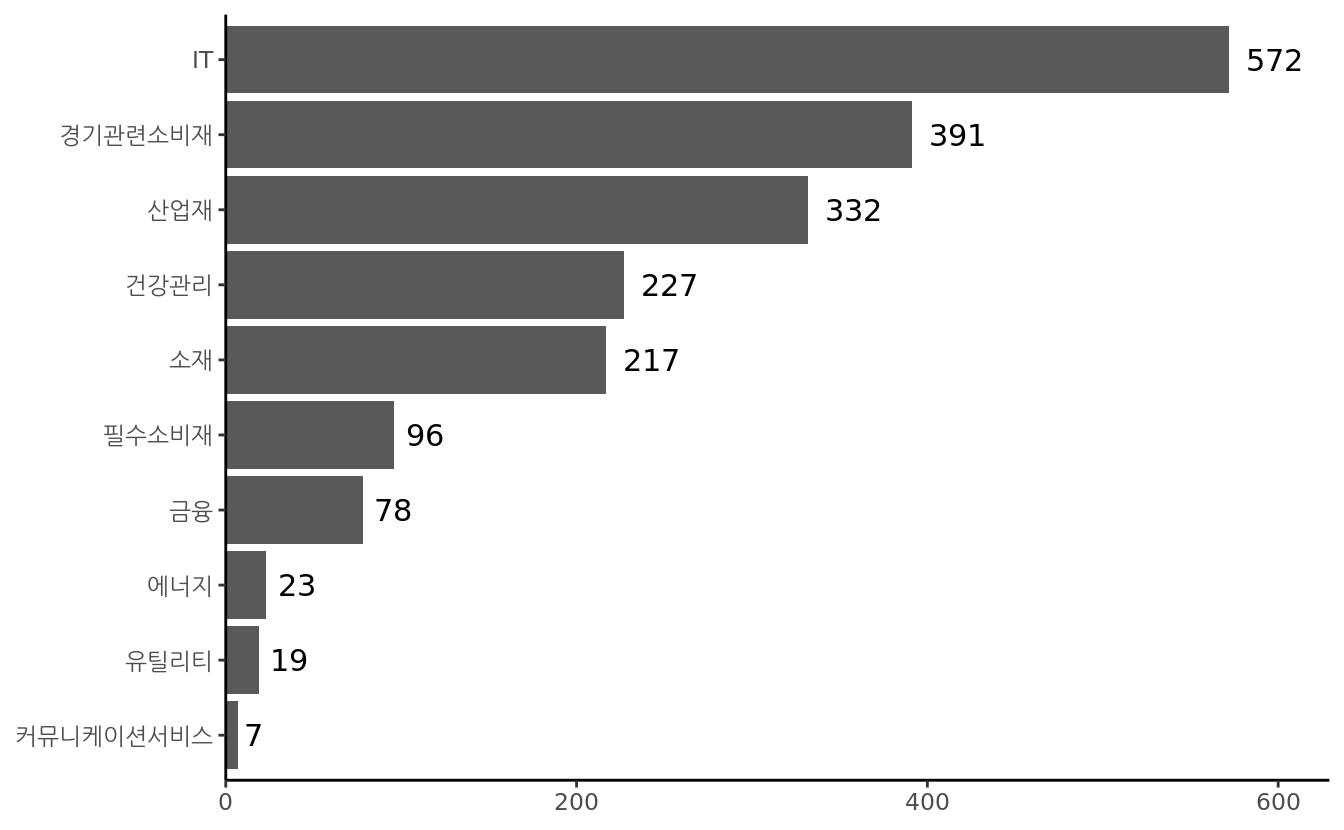 IT 572
경기관련소비재 391
산업재 332
건강관리 227
소재 217
필수소비재 96
금융 78
에너지 23
유틸리티 19
커뮤니케이션서비스 7
0 200 400 600